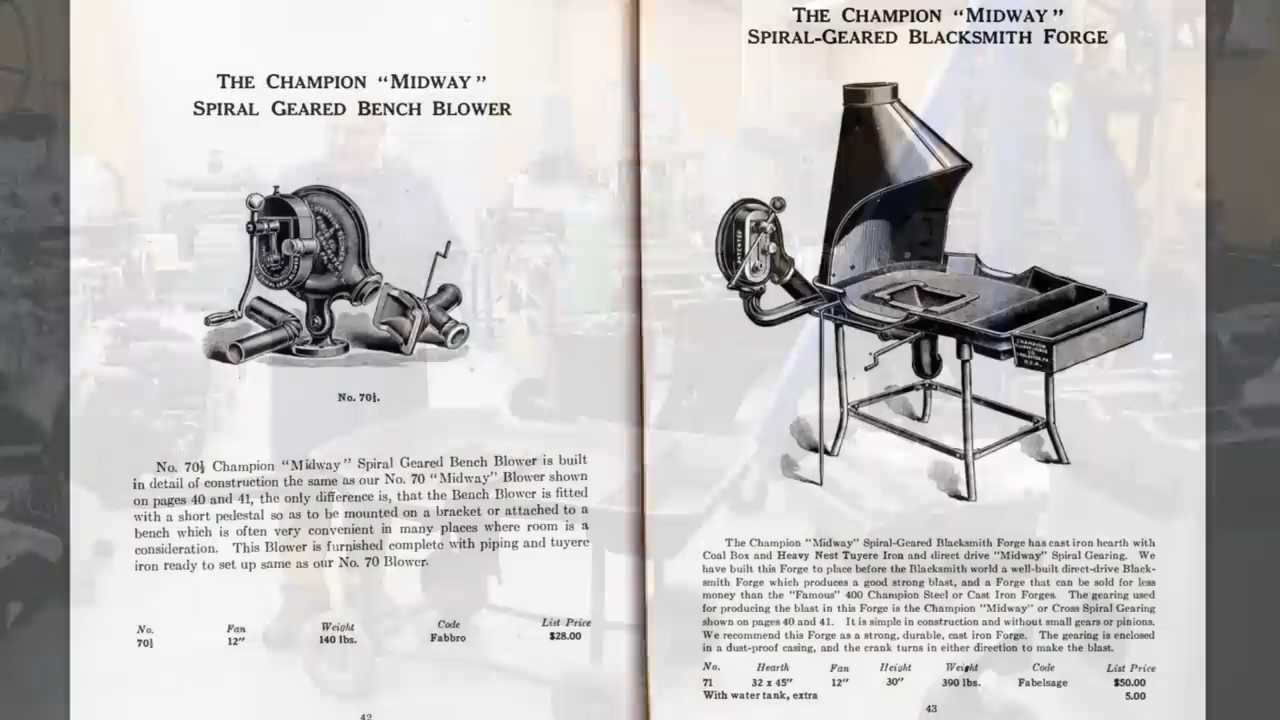 THE CHAMPION “MIDWAY”
SPIRAL GEARED BENCH BLOWER
No. 70½.
No. 70½ Champion “Midway” Spiral Geared Bench Blower is built
in detail of construction the same as our No. 70 “Midway” Blower shown
on pages 40 and 41, the only difference is, that the Bench Blower is fitted
with a short pedestal so as to be mounted on a bracket or attached to a
bench which is often very convenient in many places where room is a
consideration. This Blower is furnished complete with piping and tuyere
iron ready to set up same as our No. 70 Blower.
No. Fan Weight Code List Price
70½ 12″ 140 lbs. Fabbro $28.00
42
THE CHAMPION “MIDWAY”
SPIRAL-GEARED BLACKSMITH FORGE
PATENTED
CHAMPION
CO.
LANCASTER, PA.
U.S.A.
The Champion “Midway” Spiral-Geared Blacksmith Forge has cast iron hearth with
Coal Box and Heavy Nest Tuyere Iron and direct drive “Midway” Spiral Gearing. We
have built this Forge to place before the Blacksmith world a well-built direct-drive Black-
smith Forge which produces a good strong blast, and a Forge that can be sold for less
money than the “Famous” 400 Champion Steel or Cast Iron Forges. The gearing used
for producing the blast in this Forge is the Champion “Midway” or Cross Spiral Gearing
shown on pages 40 and 41. It is simple in construction and without small gears or pinions.
We recommend this Forge as a strong, durable, cast iron Forge. The gearing is enclosed
in a dust-proof casing, and the crank turns in either direction to make the blast.
No. Hearth Fan Height Weight Code List Price
71 32 x 45″ 12″ 30″ 390 lbs. Fabelsage $50.00
With water tank, extra 5.00
43